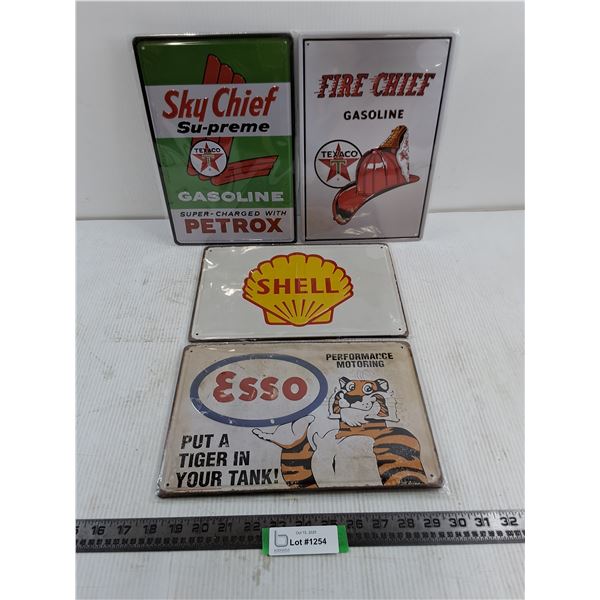 Sky Chief
Su-preme
TEXACO
T
GASOLINE
SUPER-CHARGED WITH
PETROX
FIRE CHIEF
GASOLINE
TEXACO
T
SHELL
Esso
PERFORMANCE
MOTORING
PUT A
TIGER IN
YOUR TANK!
16 17 18 19 20 21 22 23 24 25 26 27 28 29 30 31 32
Lot #1254